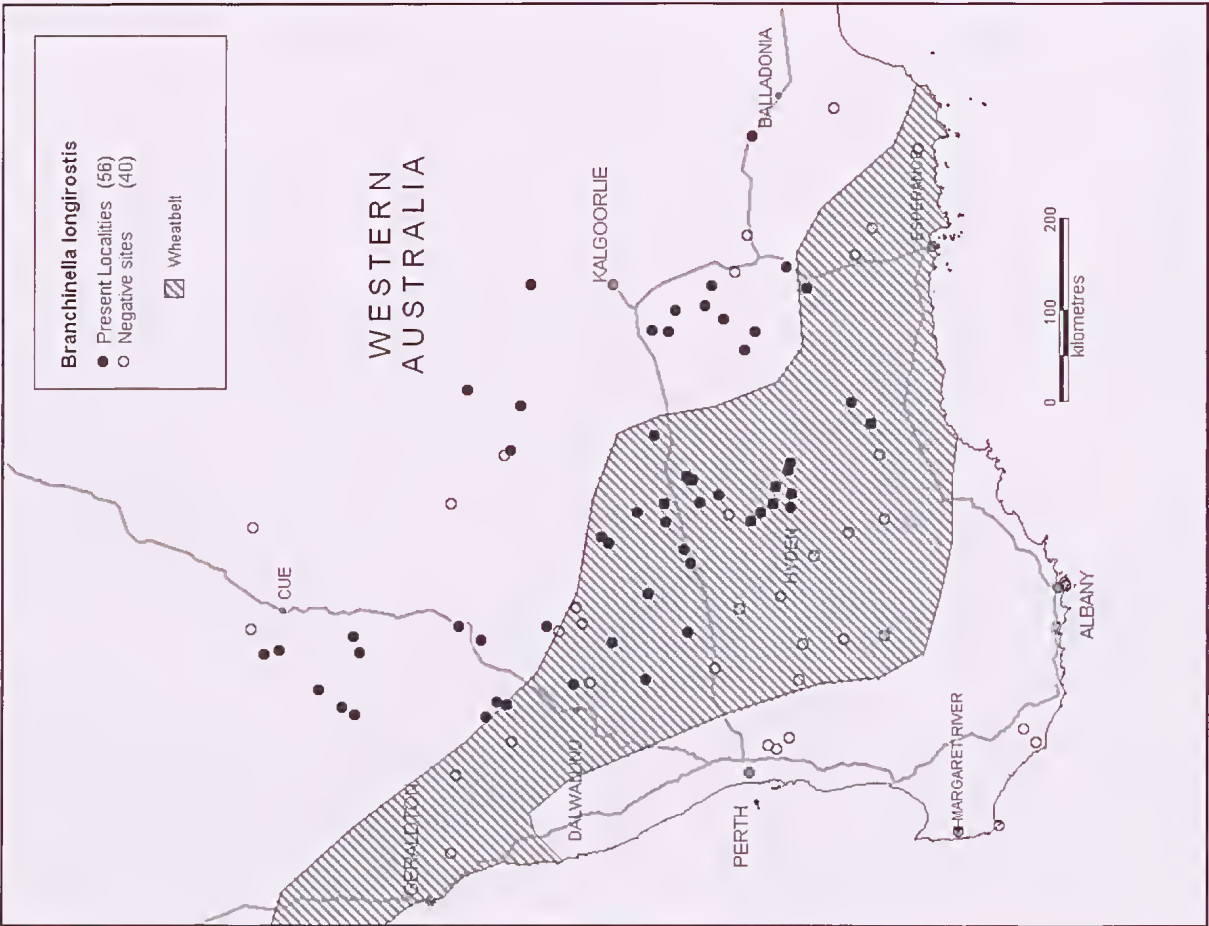 Branchinella longirostis
Present Localities (56)
Negative sites (40)
Wheatbelt
WESTERN
AUSTRALIA
CUE
KALGOORLIE
BALLADONIA
GERALDTON
DALWALLINU
HYDEN
ESPERANCE
PERTH
MARGARET RIVER
ALBANY
0 100 200
kilometres